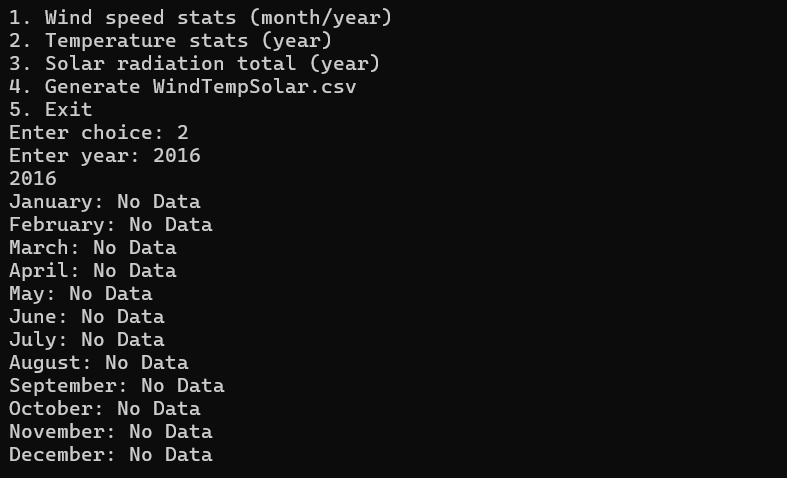 1. Wind speed stats (month/year)
2. Temperature stats (year)
3. Solar radiation total (year)
4. Generate WindTempSolar.csv
5. Exit
Enter choice: 2
Enter year: 2016
2016
January: No Data
February: No Data
March: No Data
April: No Data
May: No Data
June: No Data
July: No Data
August: No Data
September: No Data
October: No Data
November: No Data
December: No Data